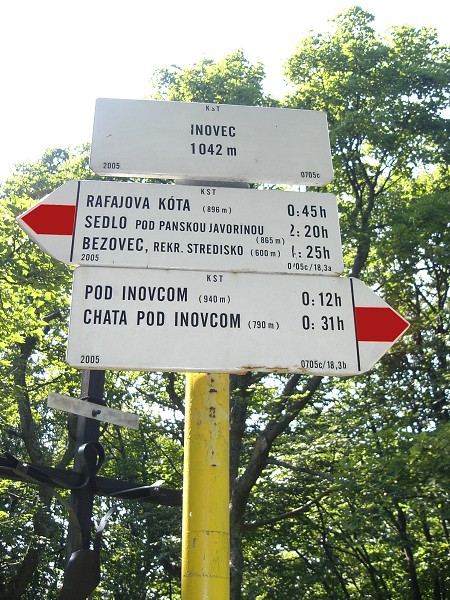 KST
INOVEC
1042 m
2005 0705c
KST
RAFAJOVA KÓTA (896 m) 0:45h
SEDLO POD PANSKOU JAVORINOU (865 m) 2:20h
BEZOVEC, REKR. STREDISKO (600 m) :25h
2005 0705c/18,3a
KST
POD INOVCOM (940 m) 0:12h
CHATA POD INOVCOM (790 m) 0:31h
2005 0705c/18,3b